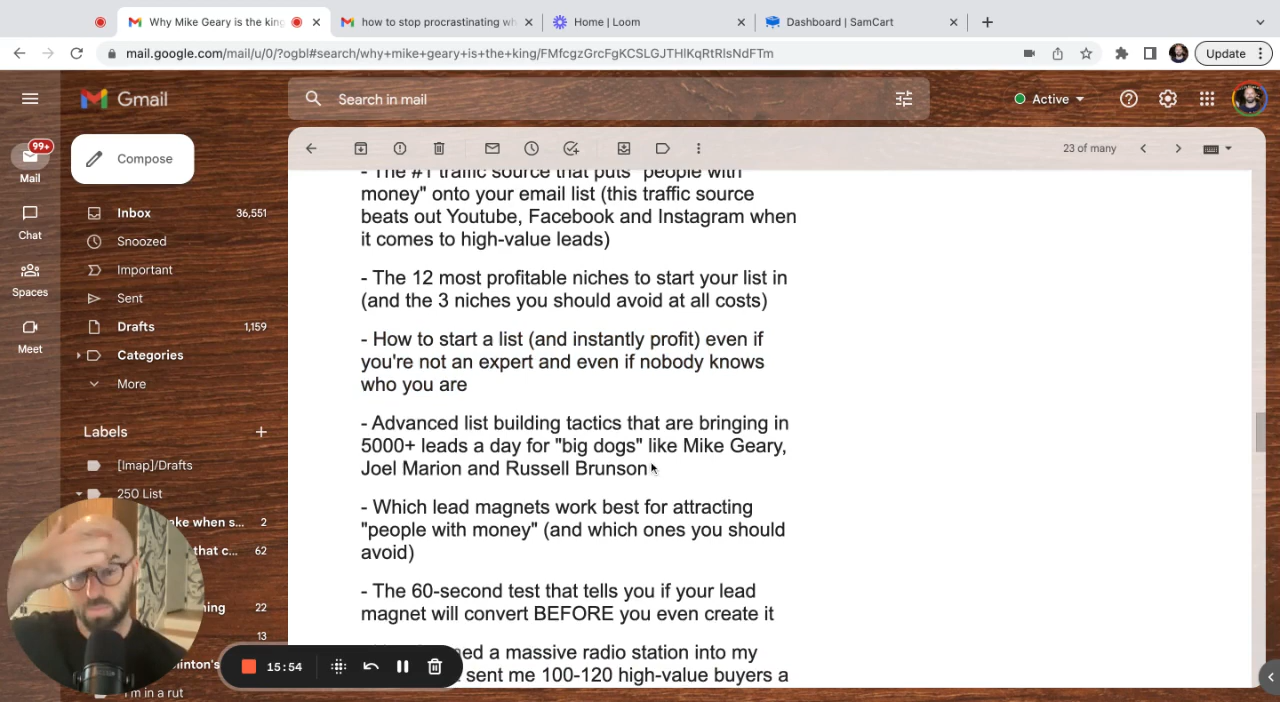 Why Mike Geary is the king
how to stop procrastinating wh
Home | Loom
Dashboard | SamCart
mail.google.com/mail/u/0/?ogbl#search/why+mike+geary+is+the+king/FMfcgzGrcFgKCSLGJTHlKqRtRlsNdFTm
Update
Gmail
Search in mail
Active
99+
Mail
Chat
Spaces
Meet
Compose
23 of many
Inbox 36,551
Snoozed
Important
Sent
Drafts 1,159
Categories
More
Labels
[Imap]/Drafts
250 List
ke when s... 2
that c... 62
ing 22
13
linton's
I'm in a rut
- The #1 traffic source that puts "people with
money" onto your email list (this traffic source
beats out Youtube, Facebook and Instagram when
it comes to high-value leads)
- The 12 most profitable niches to start your list in
(and the 3 niches you should avoid at all costs)
- How to start a list (and instantly profit) even if
you're not an expert and even if nobody knows
who you are
- Advanced list building tactics that are bringing in
5000+ leads a day for "big dogs" like Mike Geary,
Joel Marion and Russell Brunson
- Which lead magnets work best for attracting
"people with money" (and which ones you should
avoid)
- The 60-second test that tells you if your lead
magnet will convert BEFORE you even create it
ned a massive radio station into my
sent me 100-120 high-value buyers a
15:54